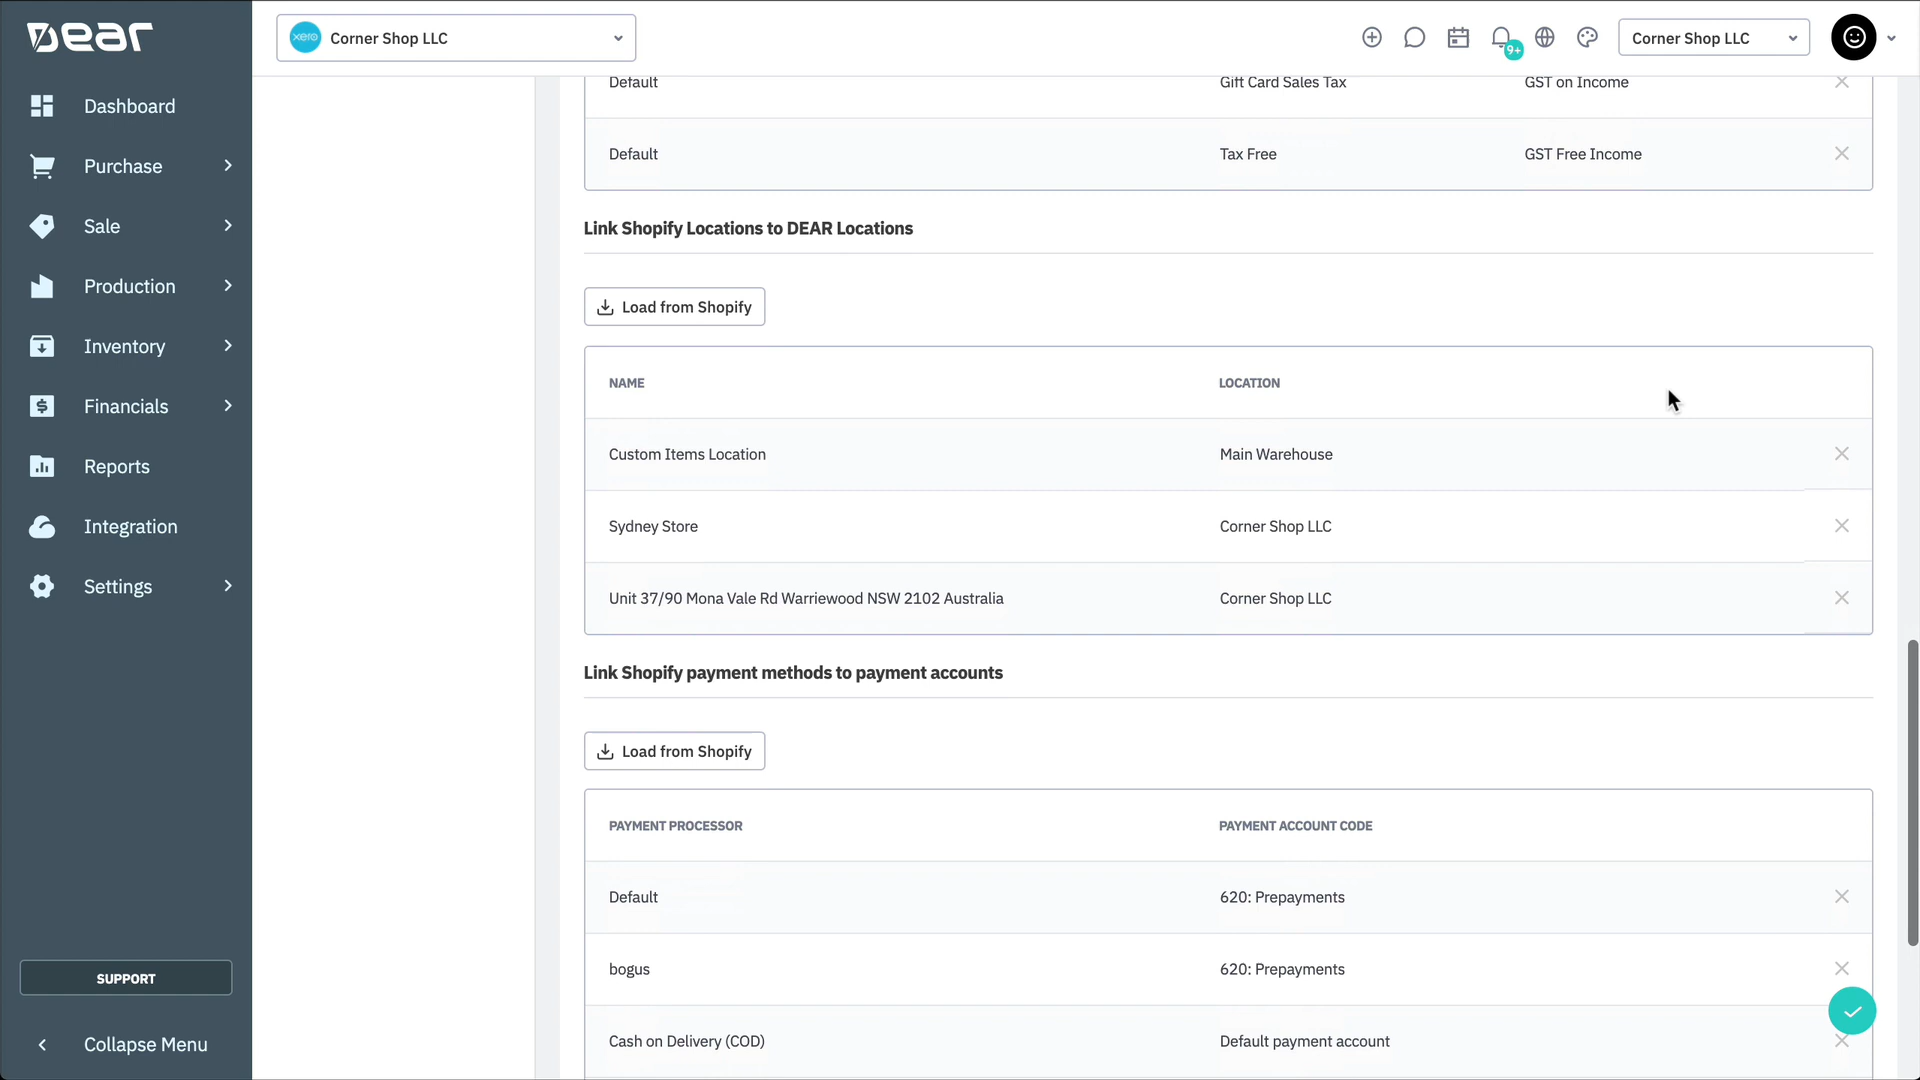 DEAR
xero Corner Shop LLC
9+
Corner Shop LLC
Dashboard
Purchase
Sale
Production
Inventory
Financials
Reports
Integration
Settings
SUPPORT
Collapse Menu
Default Gift Card Sales Tax GST on Income
Default Tax Free GST Free Income
Link Shopify Locations to DEAR Locations
Load from Shopify
NAME LOCATION
Custom Items Location Main Warehouse
Sydney Store Corner Shop LLC
Unit 37/90 Mona Vale Rd Warriewood NSW 2102 Australia Corner Shop LLC
Link Shopify payment methods to payment accounts
Load from Shopify
PAYMENT PROCESSOR PAYMENT ACCOUNT CODE
Default 620: Prepayments
bogus 620: Prepayments
Cash on Delivery (COD) Default payment account